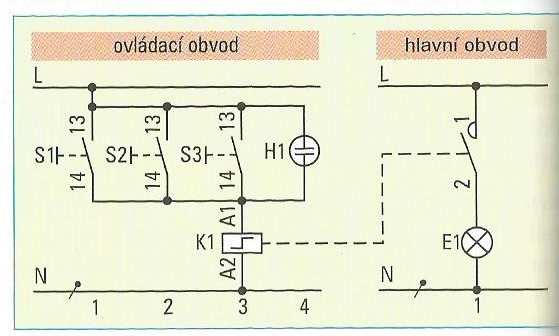 ovládací obvod
hlavní obvod
L
L
13
13
13
1
S1
S2
S3
H1
14
14
14
2
A1
K1
E1
A2
N
N
1
2
3
4
1